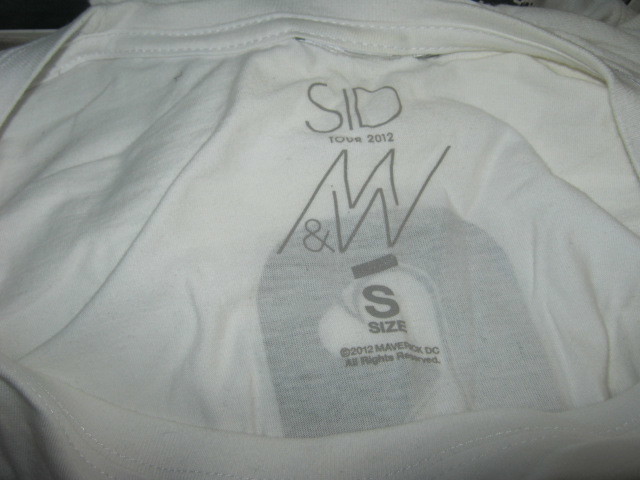 SID
TOUR 2012
M
&W
S
SIZE
©2012 MAVERICK DC
All Rights Reserved.